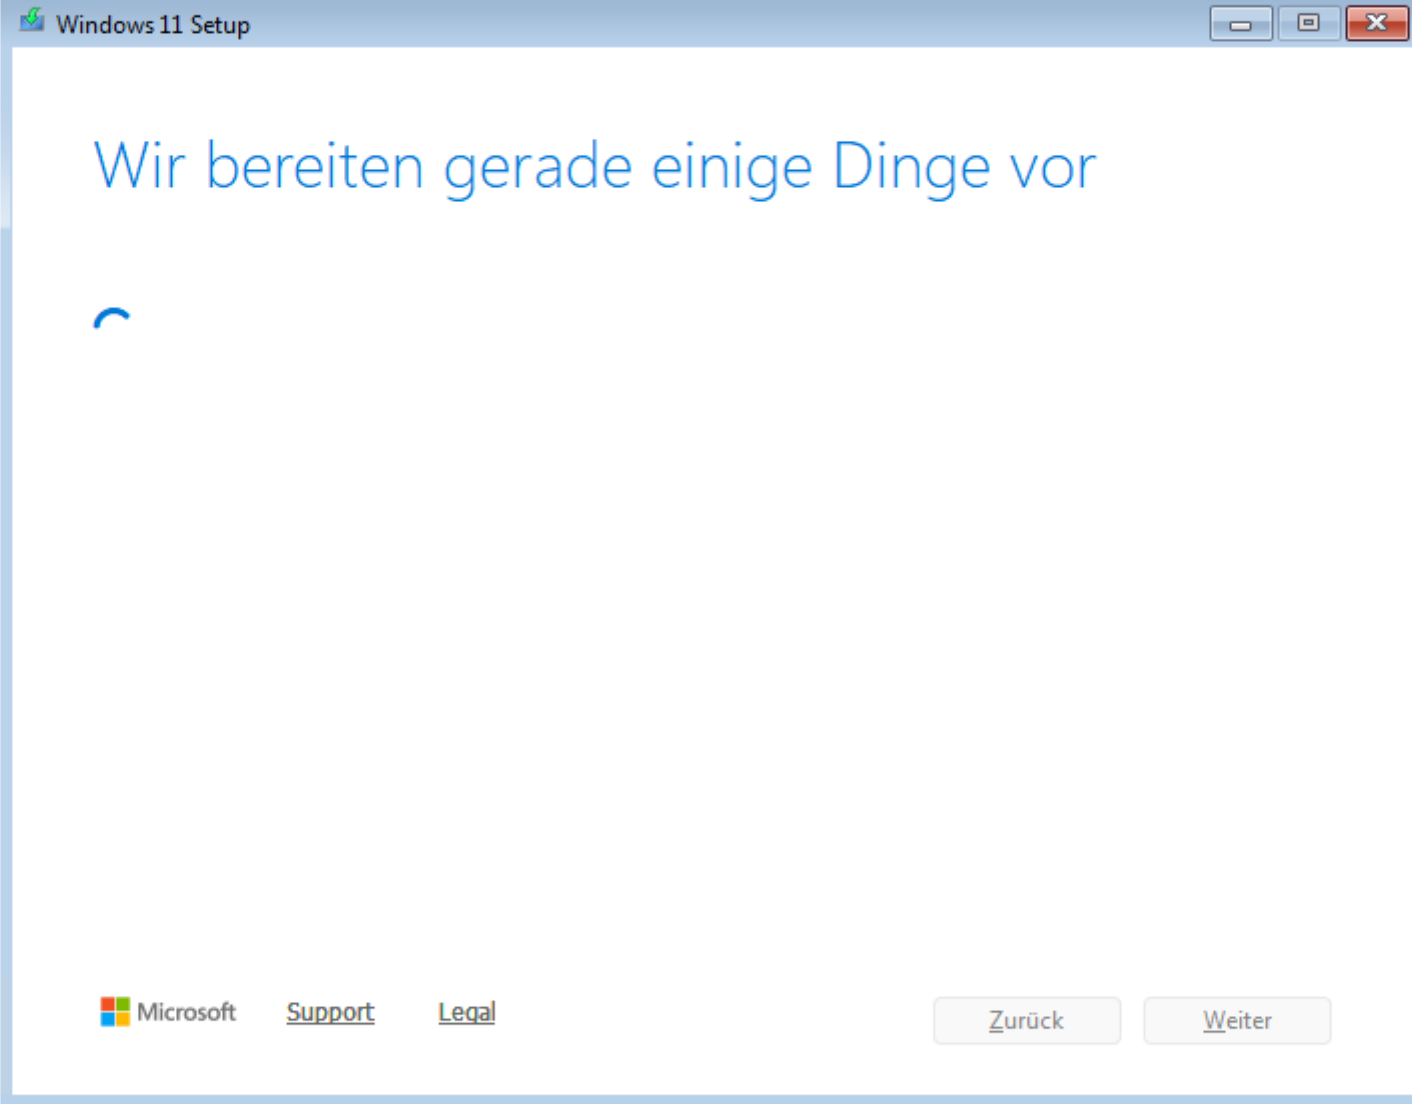 Windows 11 Setup
Wir bereiten gerade einige Dinge vor
Microsoft Support Legal
Zurück Weiter